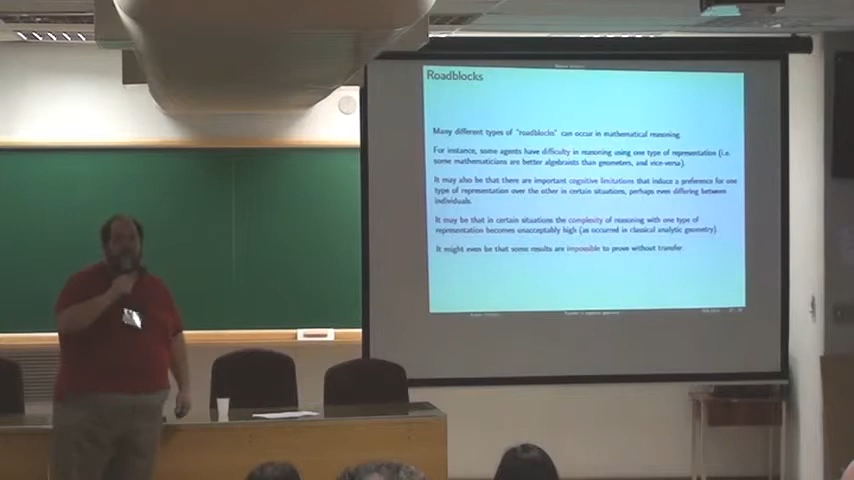 Roadblocks
Many different types of "roadblocks" can occur in mathematical reasoning.
For instance, some agents have difficulty in reasoning using one type of representation (i.e.
some mathematicians are better algebraists than geometers, and vice-versa).
It may also be that there are important cognitive limitations that induce a preference for one
type of representation over the other in certain situations, perhaps even differing between
individuals.
It may be that in certain situations the complexity of reasoning with one type of
representation becomes unacceptably high (as occurred in classical analytic geometry).
It might even be that some results are impossible to prove without transfer.